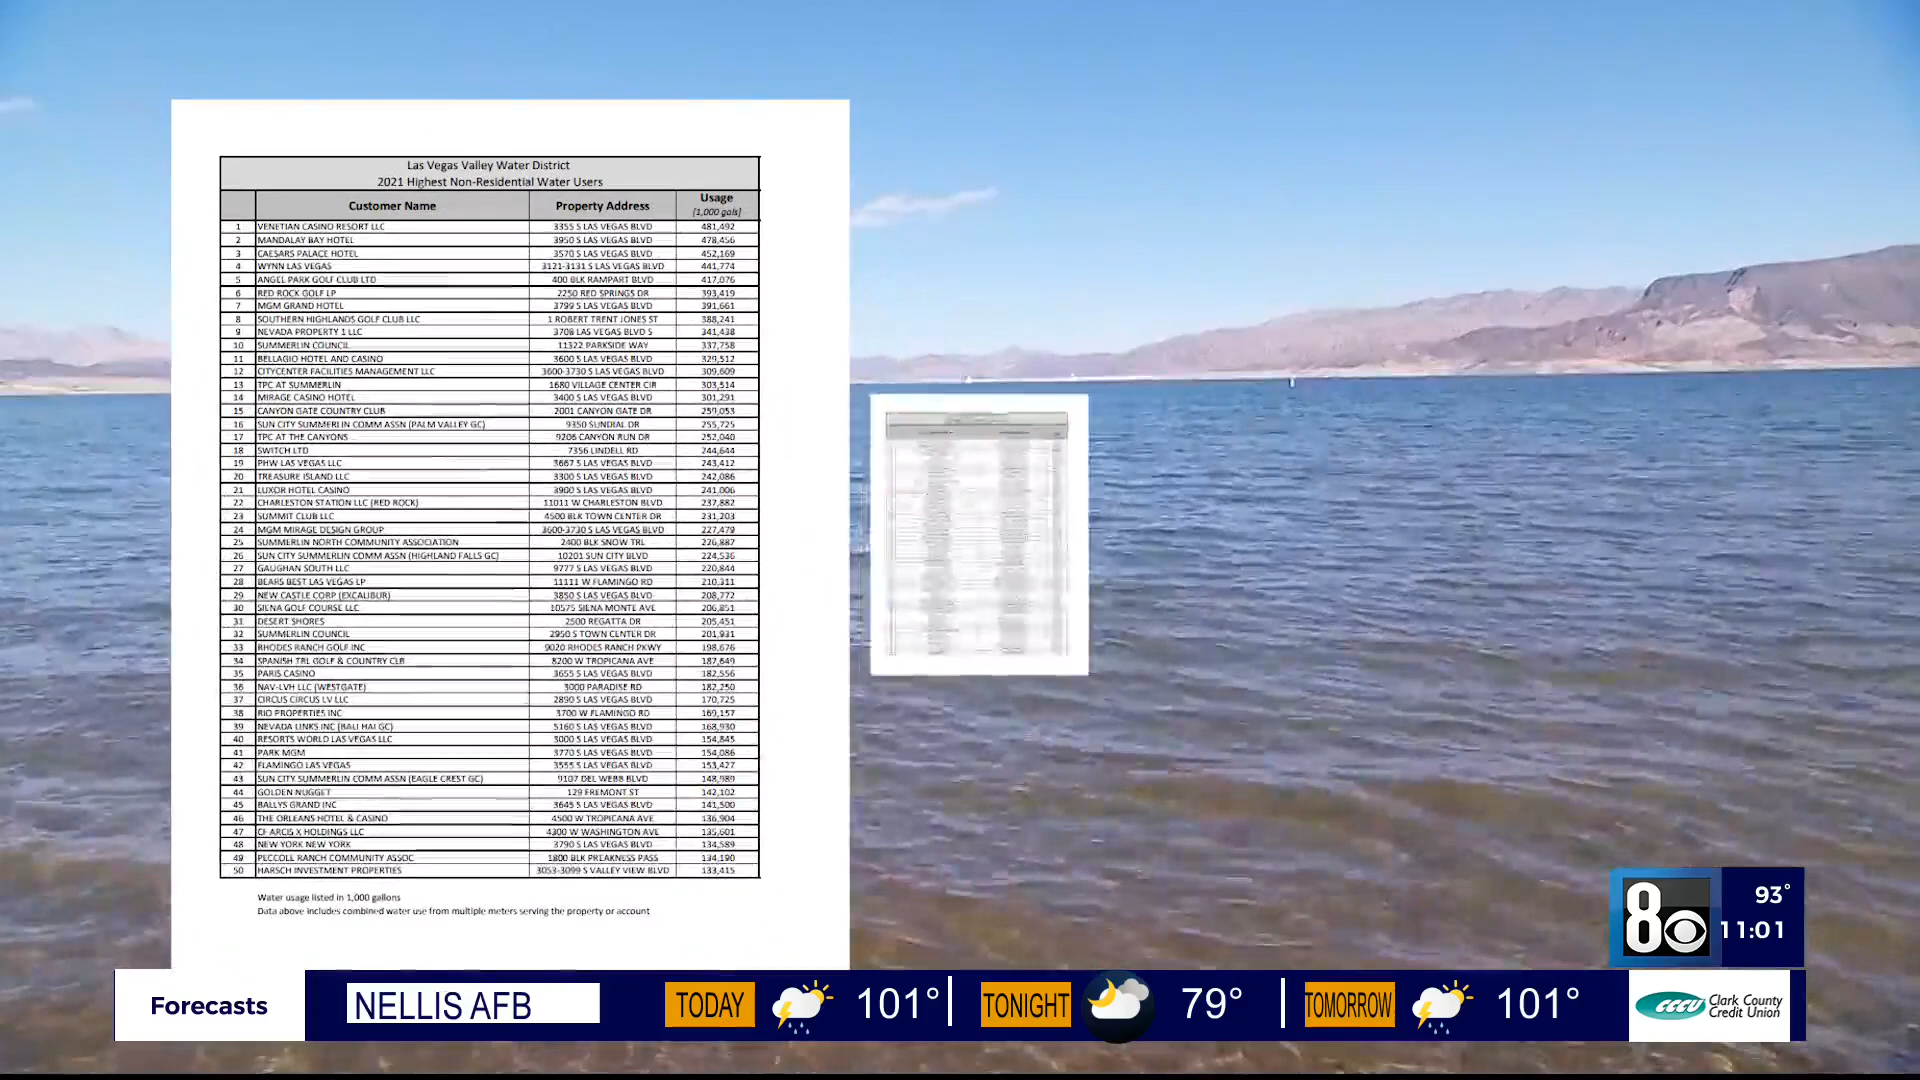 Las Vegas Valley Water District
2021 Highest Non-Residential Water Users
Customer Name Property Address Usage
[1,000 gals]
1 VENETIAN CASINO RESORT LLC 3355 S LAS VEGAS BLVD 481,492
2 MANDALAY BAY HOTEL 3950 S LAS VEGAS BLVD 478,456
3 CAESARS PALACE HOTEL 3570 S LAS VEGAS BLVD 452,169
4 WYNN LAS VEGAS 3121-3131 S LAS VEGAS BLVD 441,774
5 ANGEL PARK GOLF CLUB LTD 400 BLK RAMPART BLVD 417,076
6 RED ROCK GOLF LP 2250 RED SPRINGS DR 393,419
7 MGM GRAND HOTEL 3799 S LAS VEGAS BLVD 391,661
8 SOUTHERN HIGHLANDS GOLF CLUB LLC 1 ROBERT TRENT JONES ST 388,241
9 NEVADA PROPERTY 1 LLC 3708 LAS VEGAS BLVD S 341,438
10 SUMMERLIN COUNCIL 11322 PARKSIDE WAY 337,758
11 BELLAGIO HOTEL AND CASINO 3600 S LAS VEGAS BLVD 329,512
12 CITYCENTER FACILITIES MANAGEMENT LLC 3600-3730 S LAS VEGAS BLVD 309,609
13 TPC AT SUMMERLIN 1680 VILLAGE CENTER CIR 303,514
14 MIRAGE CASINO HOTEL 3400 S LAS VEGAS BLVD 301,291
15 CANYON GATE COUNTRY CLUB 2001 CANYON GATE DR 259,053
16 SUN CITY SUMMERLIN COMM ASSN (PALM VALLEY GC) 9350 SUNDIAL DR 255,725
17 TPC AT THE CANYONS 9206 CANYON RUN DR 252,040
18 SWITCH LTD 7356 LINDELL RD 244,644
19 PHW LAS VEGAS LLC 3667 S LAS VEGAS BLVD 243,412
20 TREASURE ISLAND LLC 3300 S LAS VEGAS BLVD 242,086
21 LUXOR HOTEL CASINO 3900 S LAS VEGAS BLVD 241,006
22 CHARLESTON STATION LLC (RED ROCK) 11011 W CHARLESTON BLVD 237,882
23 SUMMIT CLUB LLC 4500 BLK TOWN CENTER DR 231,203
24 MGM MIRAGE DESIGN GROUP 3600-3730 S LAS VEGAS BLVD 227,479
25 SUMMERLIN NORTH COMMUNITY ASSOCIATION 2400 BLK SNOW TRL 226,887
26 SUN CITY SUMMERLIN COMM ASSN (HIGHLAND FALLS GC) 10201 SUN CITY BLVD 224,536
27 GAUGHAN SOUTH LLC 9777 S LAS VEGAS BLVD 220,844
28 BEARS BEST LAS VEGAS LP 11111 W FLAMINGO RD 210,311
29 NEW CASTLE CORP (EXCALIBUR) 3850 S LAS VEGAS BLVD 208,772
30 SIENA GOLF COURSE LLC 10575 SIENA MONTE AVE 206,851
31 DESERT SHORES 2500 REGATTA DR 205,451
32 SUMMERLIN COUNCIL 2950 S TOWN CENTER DR 201,931
33 RHODES RANCH GOLF INC 9020 RHODES RANCH PKWY 198,676
34 SPANISH TRL GOLF & COUNTRY CLB 8200 W TROPICANA AVE 187,649
35 PARIS CASINO 3655 S LAS VEGAS BLVD 182,556
36 NAV-LVH LLC (WESTGATE) 3000 PARADISE RD 182,250
37 CIRCUS CIRCUS LV LLC 2890 S LAS VEGAS BLVD 170,725
38 RIO PROPERTIES INC 3700 W FLAMINGO RD 169,157
39 NEVADA LINKS INC (BALI HAI GC) 5160 S LAS VEGAS BLVD 168,930
40 RESORTS WORLD LAS VEGAS LLC 3000 S LAS VEGAS BLVD 154,845
41 PARK MGM 3770 S LAS VEGAS BLVD 154,086
42 FLAMINGO LAS VEGAS 3555 S LAS VEGAS BLVD 153,427
43 SUN CITY SUMMERLIN COMM ASSN (EAGLE CREST GC) 9107 DEL WEBB BLVD 148,989
44 GOLDEN NUGGET 129 FREMONT ST 142,102
45 BALLYS GRAND INC 3645 S LAS VEGAS BLVD 141,500
46 THE ORLEANS HOTEL & CASINO 4500 W TROPICANA AVE 136,904
47 CF ARCIS X HOLDINGS LLC 4300 W WASHINGTON AVE 135,601
48 NEW YORK NEW YORK 3790 S LAS VEGAS BLVD 134,589
49 PECCOLE RANCH COMMUNITY ASSOC 1800 BLK PREAKNESS PASS 134,190
50 HARSCH INVESTMENT PROPERTIES 3053-3099 S VALLEY VIEW BLVD 133,415
Water usage listed in 1,000 gallons
Data above includes combined water use from multiple meters serving the property or account
8 93°
11:01
Forecasts NELLIS AFB TODAY 101° TONIGHT 79° TOMORROW 101° CCCU Clark County
Credit Union